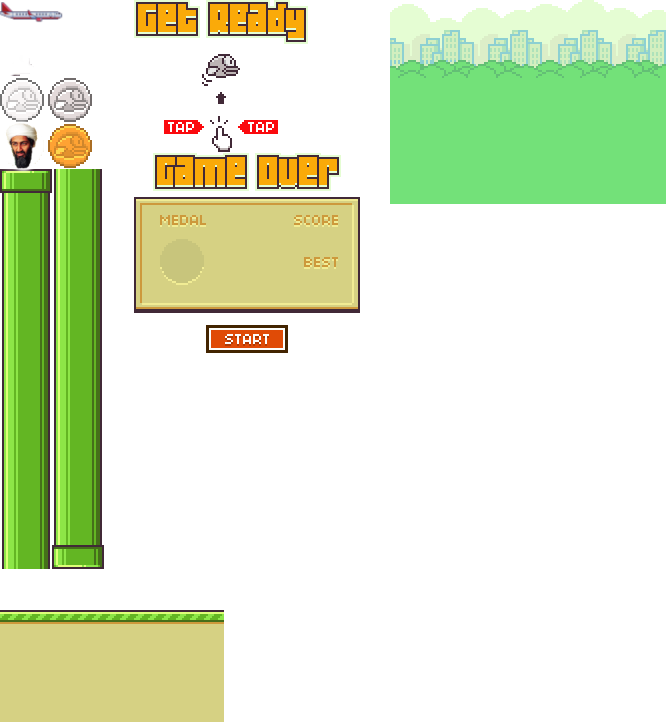 Get Ready
TAP TAP
Game Over
MEDAL SCORE
BEST
START